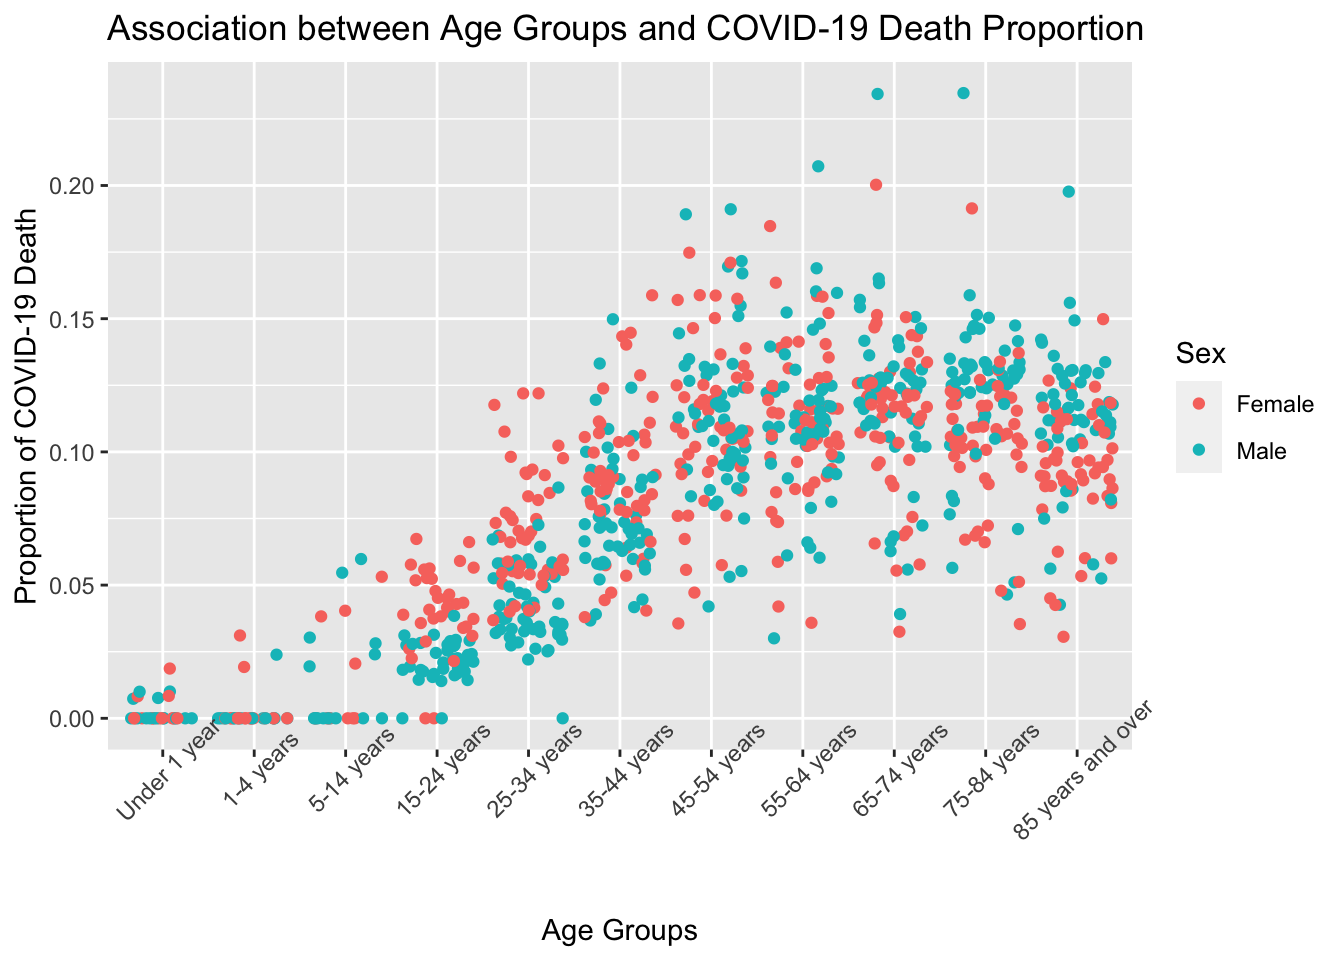 Association between Age Groups and COVID-19 Death Proportion
Proportion of COVID-19 Death
0.20
0.15
0.10
0.05
0.00
Under 1 year
1-4 years
5-14 years
15-24 years
25-34 years
35-44 years
45-54 years
55-64 years
65-74 years
75-84 years
85 years and over
Age Groups
Sex
Female
Male